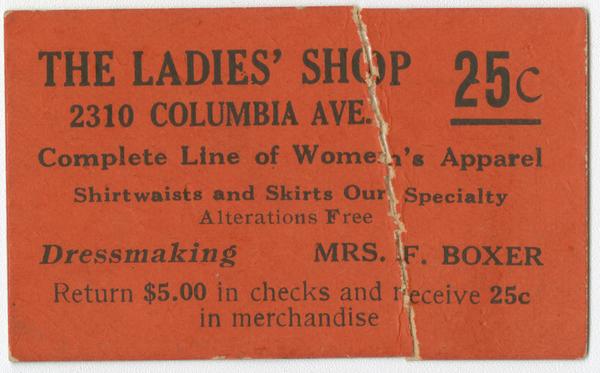 THE LADIES' SHOP 25c
2310 COLUMBIA AVE.
Complete Line of Women's Apparel
Shirtwaists and Skirts Our Specialty
Alterations Free
Dressmaking MRS. F. BOXER
Return $5.00 in checks and receive 25c
in merchandise